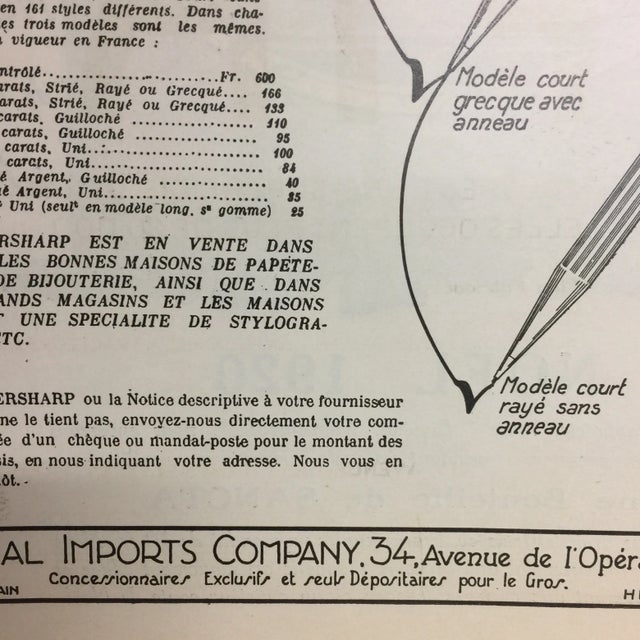 en 161 styles différents. Dans cha-
es trois modèles sont les mêmes.
vigueur en France :
ntrôlé..............................Fr. 600
arats, Strié, Rayé ou Grecqué.... 166
arats, Strié, Rayé ou Grecqué.... 133
carats, Guilloché .................. 110
carats, Guilloché .................. 95
carats, Uni......................... 100
carats, Uni......................... 84
é Argent, Guilloché ............... 40
é Argent, Uni...................... 35
Uni (seulᵗ en modèle long, sˢ gomme) 25
Modèle court
grecque avec
anneau
RSHARP EST EN VENTE DANS
LES BONNES MAISONS DE PAPETE-
DE BIJOUTERIE, AINSI QUE DANS
ANDS MAGASINS ET LES MAISONS
T UNE SPECIALITE DE STYLOGRA-
TC.
Modèle court
rayé sans
anneau
ERSHARP ou la Notice descriptive à votre fournisseur
ne le tient pas, envoyez-nous directement votre com-
ée d'un chèque ou mandat-poste pour le montant des
sis, en nous indiquant votre adresse. Nous vous en
ôt.
AL IMPORTS COMPANY, 34, Avenue de l'Opéra
Concessionnaires Exclusifs et seuls Dépositaires pour le Gros.
AIN
H